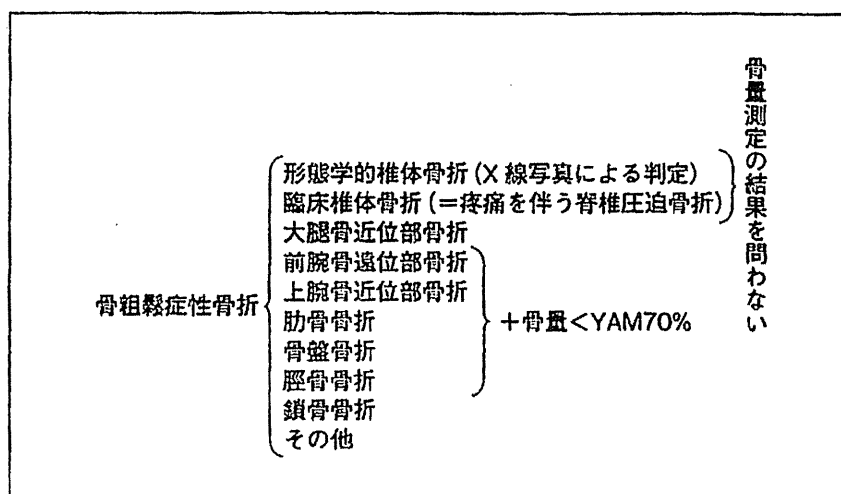 骨量測定の結果を問わない
形態学的椎体骨折(X線写真による判定)
臨床椎体骨折(=疼痛を伴う脊椎圧迫骨折)
大腿骨近位部骨折
前腕骨遠位部骨折
上腕骨近位部骨折
骨粗鬆症性骨折
肋骨骨折
+骨量<YAM70%
骨盤骨折
脛骨骨折
鎖骨骨折
その他